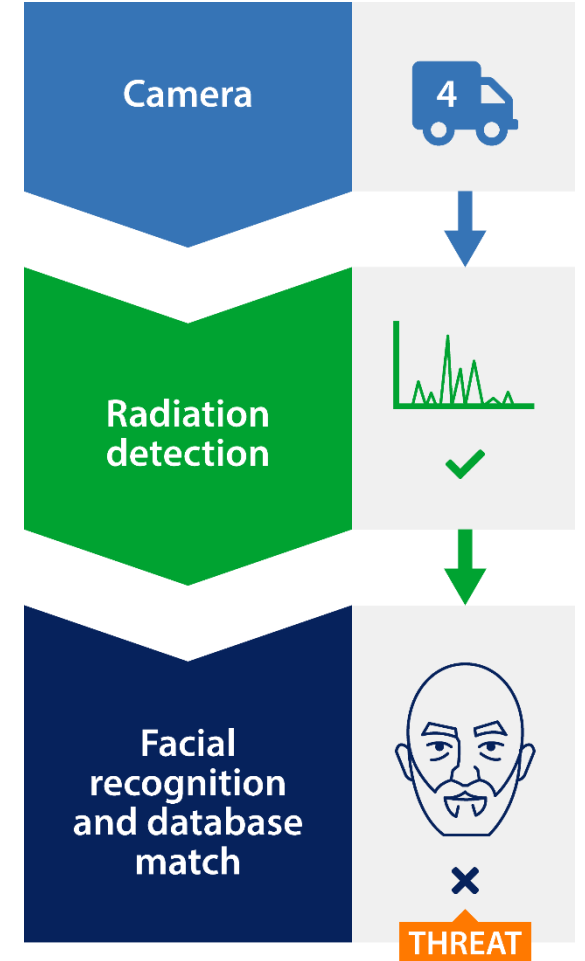 Camera
4
Radiation
detection
Facial
recognition
and database
match
THREAT